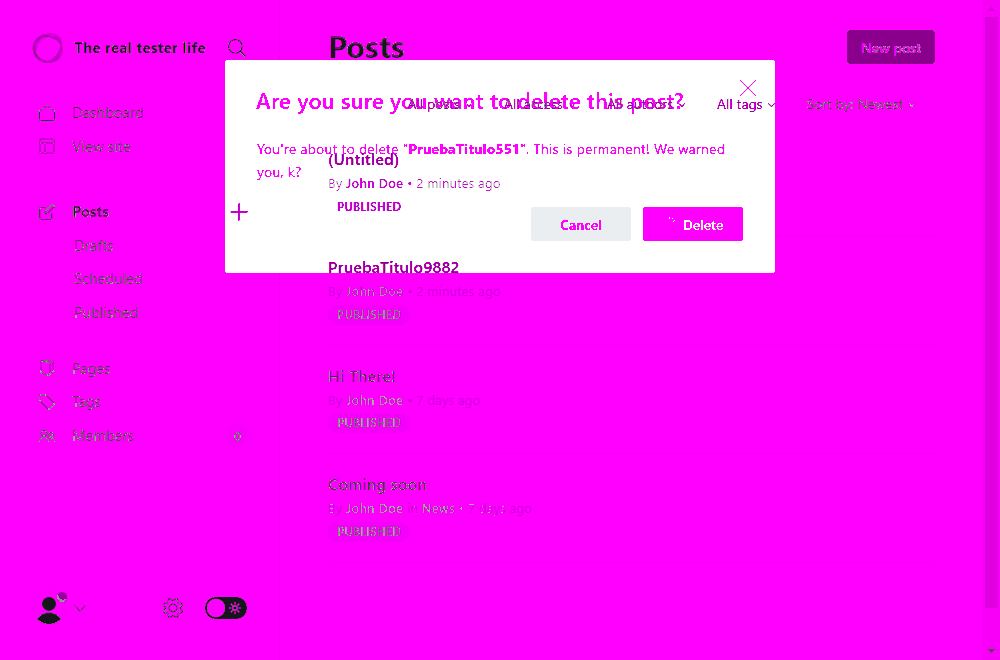 The real tester life
Posts
New post
Are you sure you want to delete this post?
All posts
All access
All authors
All tags
Sort by: Newest
Dashboard
View site
You're about to delete "PruebaTitulo551". This is permanent! We warned
you, k?
(Untitled)
By John Doe • 2 minutes ago
PUBLISHED
Cancel
Delete
Posts
Drafts
Scheduled
Published
PruebaTitulo9882
By John Doe • 2 minutes ago
PUBLISHED
Pages
Tags
Members
0
Hi There!
By John Doe • 7 days ago
PUBLISHED
Coming soon
By John Doe in News • 7 days ago
PUBLISHED